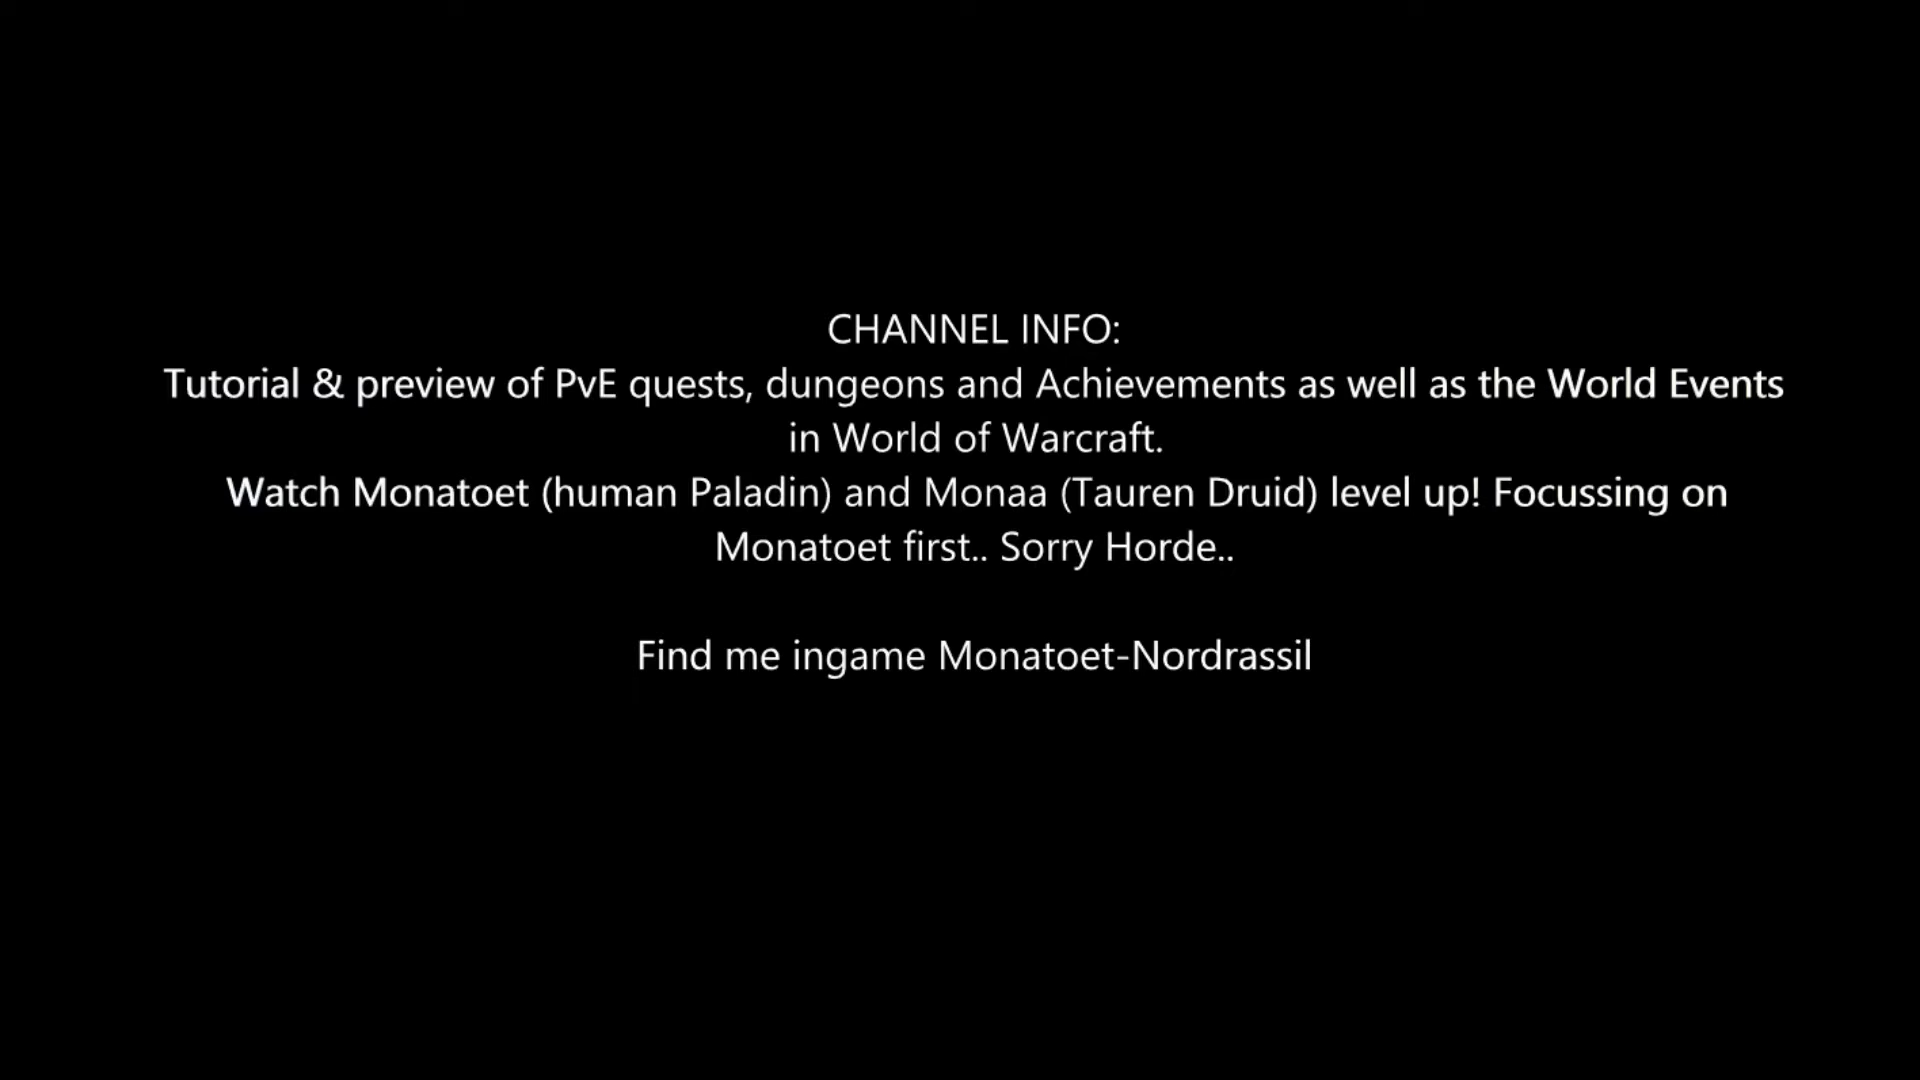 CHANNEL INFO:
Tutorial & preview of PvE quests, dungeons and Achievements as well as the World Events
in World of Warcraft.
Watch Monatoet (human Paladin) and Monaa (Tauren Druid) level up! Focussing on
Monatoet first.. Sorry Horde..
Find me ingame Monatoet-Nordrassil